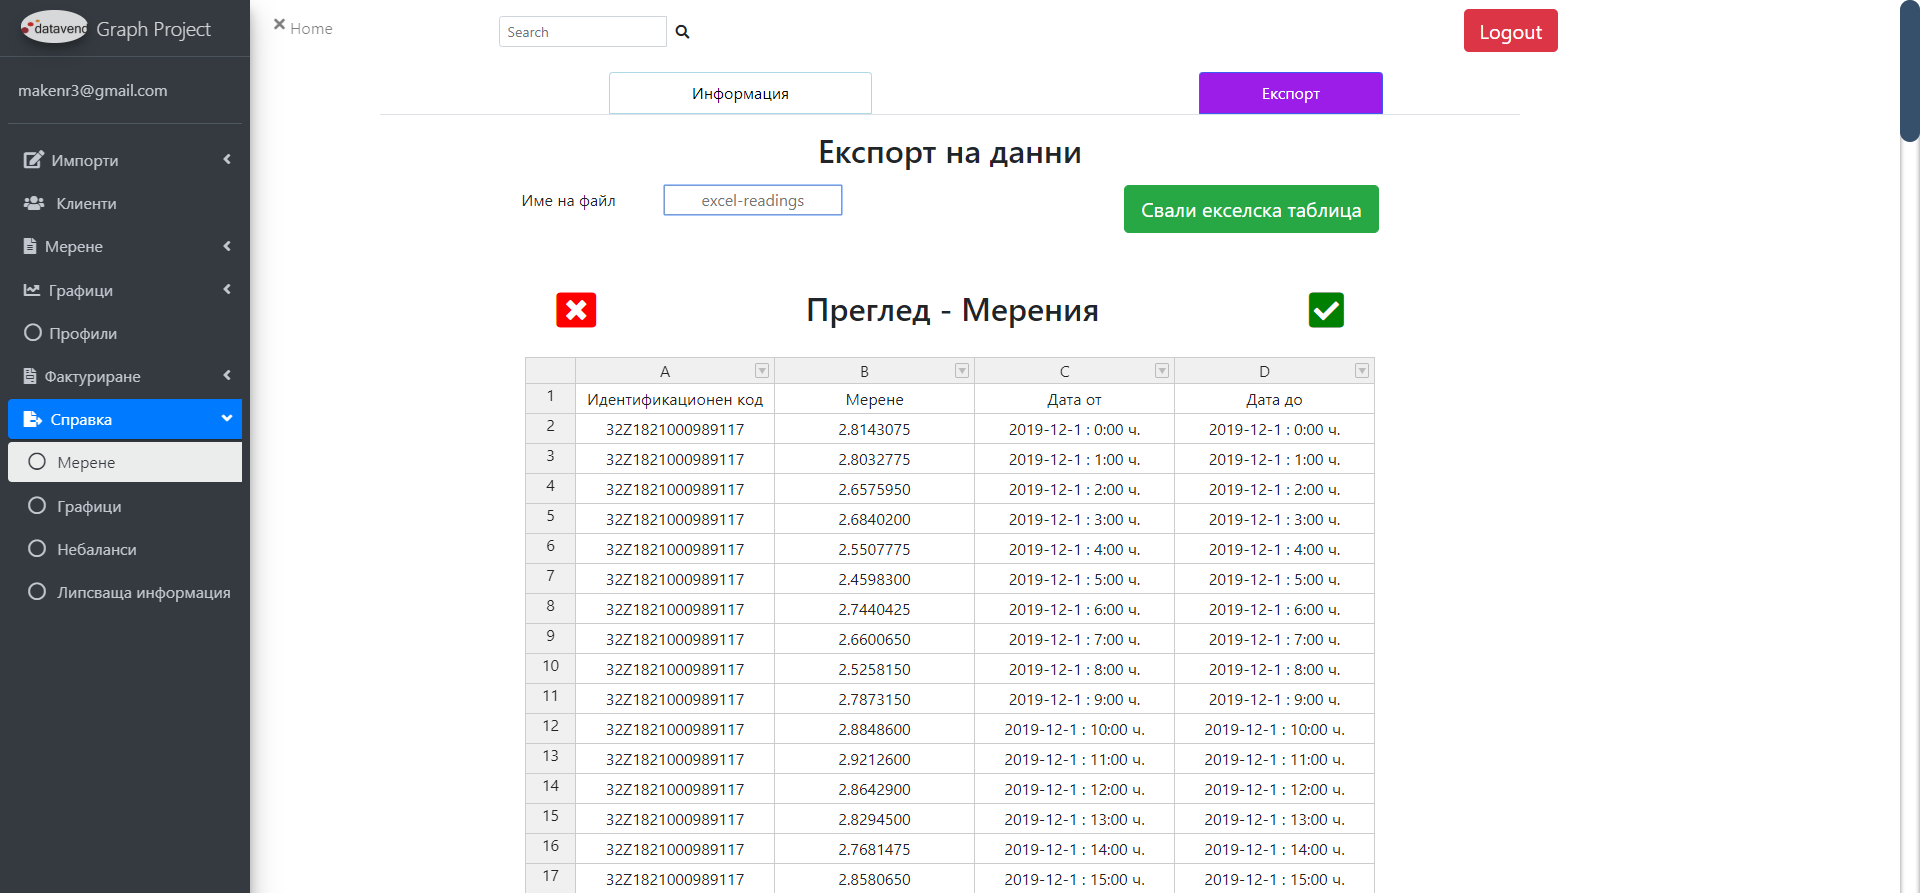 datavend Graph Project
Home
Search
Logout
makenr3@gmail.com
Информация
Експорт
Експорт на данни
Име на файл
excel-readings
Свали екселска таблица
Импорти
Клиенти
Мерене
Графици
Профили
Фактуриране
Справка
Мерене
Графици
Небаланси
Липсваща информация
Преглед - Мерения
A B C D
1 Идентификационен код Мерене Дата от Дата до
2 32Z1821000989117 2.8143075 2019-12-1 : 0:00 ч. 2019-12-1 : 0:00 ч.
3 32Z1821000989117 2.8032775 2019-12-1 : 1:00 ч. 2019-12-1 : 1:00 ч.
4 32Z1821000989117 2.6575950 2019-12-1 : 2:00 ч. 2019-12-1 : 2:00 ч.
5 32Z1821000989117 2.6840200 2019-12-1 : 3:00 ч. 2019-12-1 : 3:00 ч.
6 32Z1821000989117 2.5507775 2019-12-1 : 4:00 ч. 2019-12-1 : 4:00 ч.
7 32Z1821000989117 2.4598300 2019-12-1 : 5:00 ч. 2019-12-1 : 5:00 ч.
8 32Z1821000989117 2.7440425 2019-12-1 : 6:00 ч. 2019-12-1 : 6:00 ч.
9 32Z1821000989117 2.6600650 2019-12-1 : 7:00 ч. 2019-12-1 : 7:00 ч.
10 32Z1821000989117 2.5258150 2019-12-1 : 8:00 ч. 2019-12-1 : 8:00 ч.
11 32Z1821000989117 2.7873150 2019-12-1 : 9:00 ч. 2019-12-1 : 9:00 ч.
12 32Z1821000989117 2.8848600 2019-12-1 : 10:00 ч. 2019-12-1 : 10:00 ч.
13 32Z1821000989117 2.9212600 2019-12-1 : 11:00 ч. 2019-12-1 : 11:00 ч.
14 32Z1821000989117 2.8642900 2019-12-1 : 12:00 ч. 2019-12-1 : 12:00 ч.
15 32Z1821000989117 2.8294500 2019-12-1 : 13:00 ч. 2019-12-1 : 13:00 ч.
16 32Z1821000989117 2.7681475 2019-12-1 : 14:00 ч. 2019-12-1 : 14:00 ч.
17 32Z1821000989117 2.8580650 2019-12-1 : 15:00 ч. 2019-12-1 : 15:00 ч.